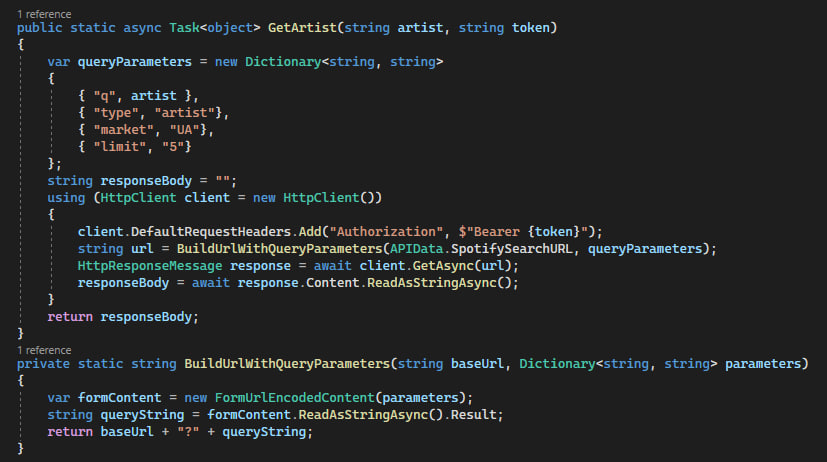 1 reference
public static async Task<object> GetArtist(string artist, string token)
{
    var queryParameters = new Dictionary<string, string>
    {
        { "q", artist },
        { "type", "artist"},
        { "market", "UA"},
        { "limit", "5"}
    };
    string responseBody = "";
    using (HttpClient client = new HttpClient())
    {
        client.DefaultRequestHeaders.Add("Authorization", $"Bearer {token}");
        string url = BuildUrlWithQueryParameters(APIData.SpotifySearchURL, queryParameters);
        HttpResponseMessage response = await client.GetAsync(url);
        responseBody = await response.Content.ReadAsStringAsync();
    }
    return responseBody;
}
1 reference
private static string BuildUrlWithQueryParameters(string baseUrl, Dictionary<string, string> parameters)
{
    var formContent = new FormUrlEncodedContent(parameters);
    string queryString = formContent.ReadAsStringAsync().Result;
    return baseUrl + "?" + queryString;
}